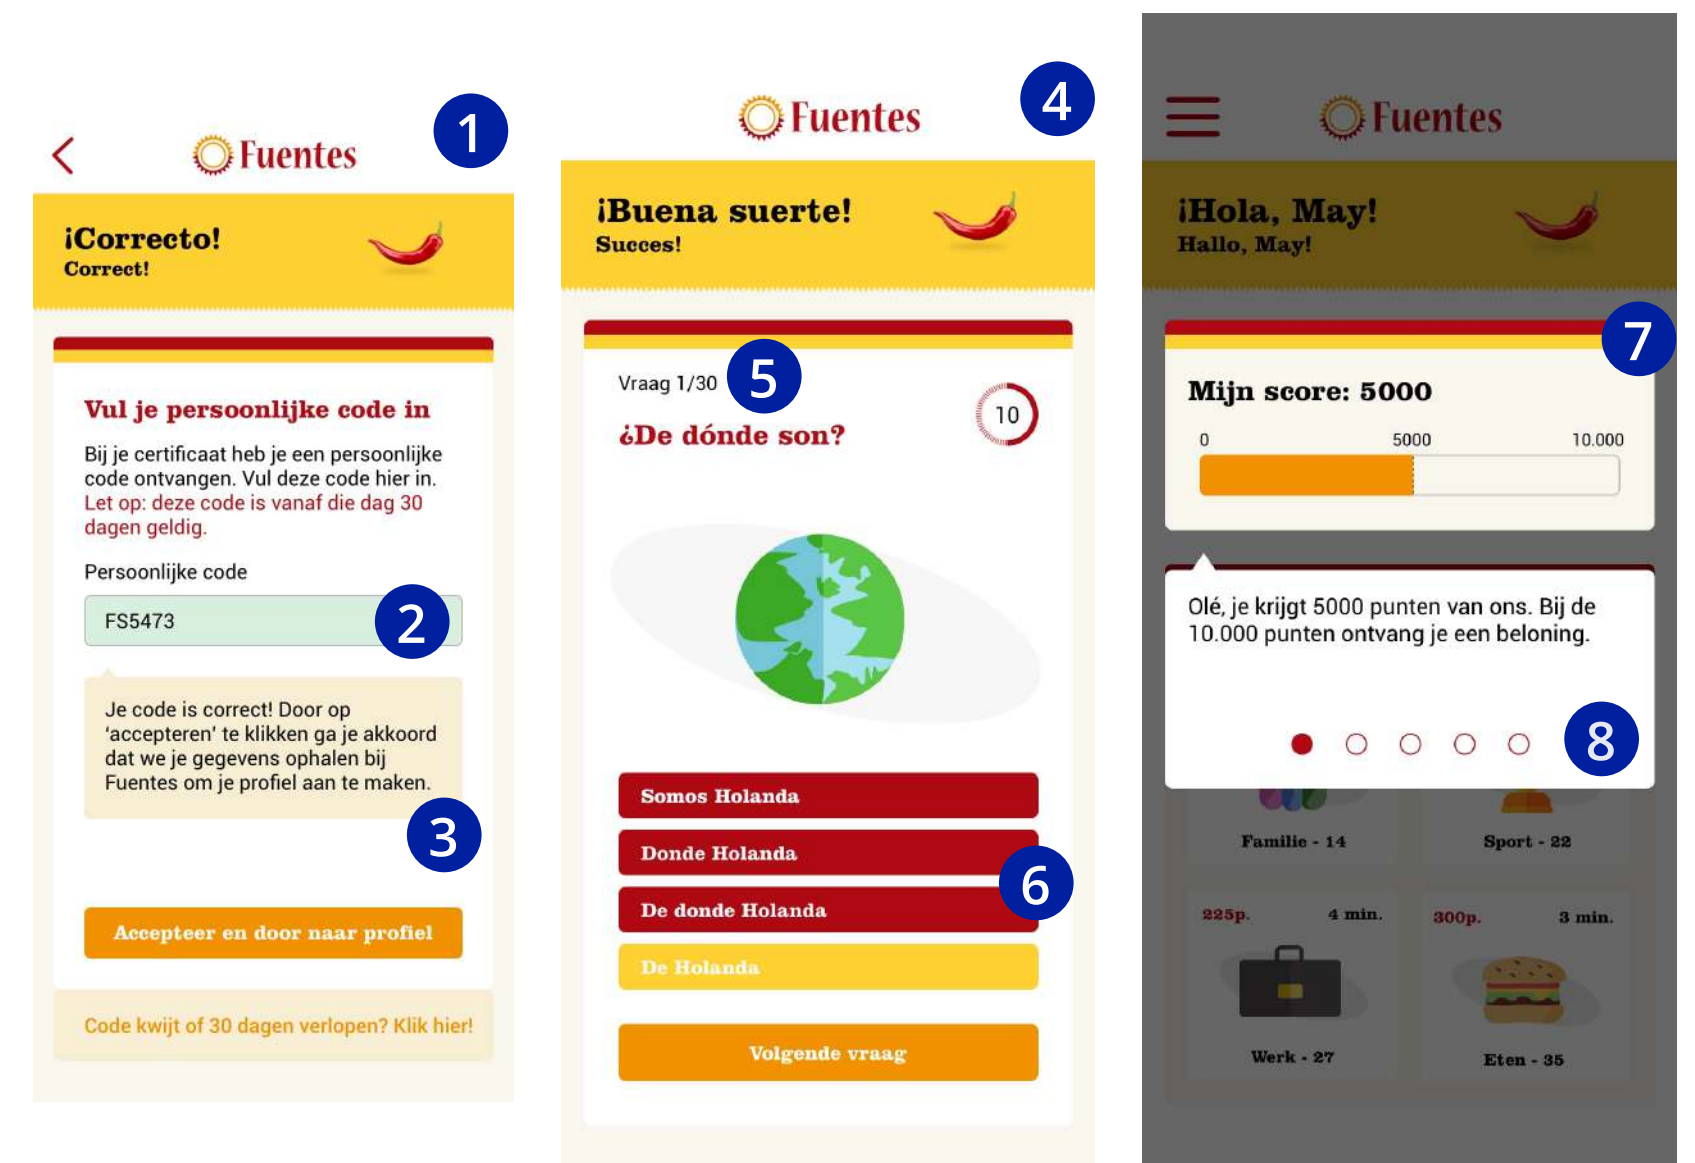 1
Fuentes
¡Correcto!
Correct!
Vul je persoonlijke code in
Bij je certificaat heb je een persoonlijke
code ontvangen. Vul deze code hier in.
Let op: deze code is vanaf die dag 30
dagen geldig.
Persoonlijke code
FS5473
2
Je code is correct! Door op
‘accepteren’ te klikken ga je akkoord
dat we je gegevens ophalen bij
Fuentes om je profiel aan te maken.
3
Accepteer en door naar profiel
Code kwijt of 30 dagen verlopen? Klik hier!
4
Fuentes
¡Buena suerte!
Succes!
Vraag 1/30
5
¿De dónde son?
10
Somos Holanda
Donde Holanda
6
De donde Holanda
De Holanda
Volgende vraag
Fuentes
¡Hola, May!
Hallo, May!
7
Mijn score: 5000
0 5000 10.000
Olé, je krijgt 5000 punten van ons. Bij de
10.000 punten ontvang je een beloning.
8
Familie - 14
Sport - 22
225p. 4 min.
Werk - 27
300p. 3 min.
Eten - 35